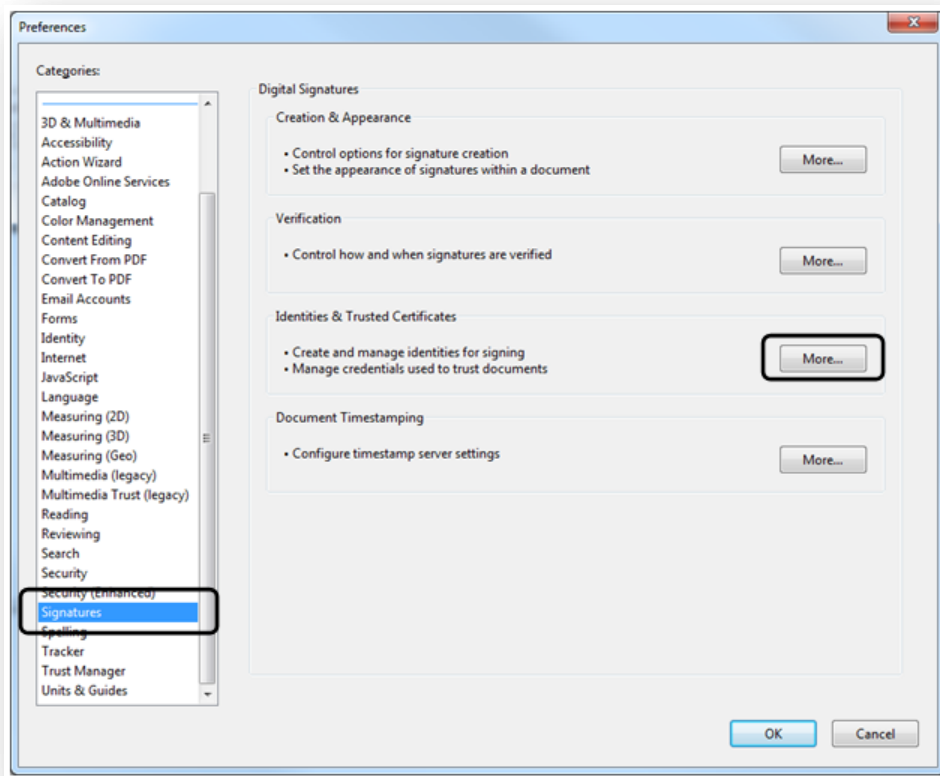 Preferences
Categories:
3D & Multimedia
Accessibility
Action Wizard
Adobe Online Services
Catalog
Color Management
Content Editing
Convert From PDF
Convert To PDF
Email Accounts
Forms
Identity
Internet
JavaScript
Language
Measuring (2D)
Measuring (3D)
Measuring (Geo)
Multimedia (legacy)
Multimedia Trust (legacy)
Reading
Reviewing
Search
Security
Security (Enhanced)
Signatures
Spelling
Tracker
Trust Manager
Units & Guides
Digital Signatures
Creation & Appearance
• Control options for signature creation
• Set the appearance of signatures within a document
More...
Verification
• Control how and when signatures are verified
More...
Identities & Trusted Certificates
• Create and manage identities for signing
• Manage credentials used to trust documents
More...
Document Timestamping
• Configure timestamp server settings
More...
OK
Cancel